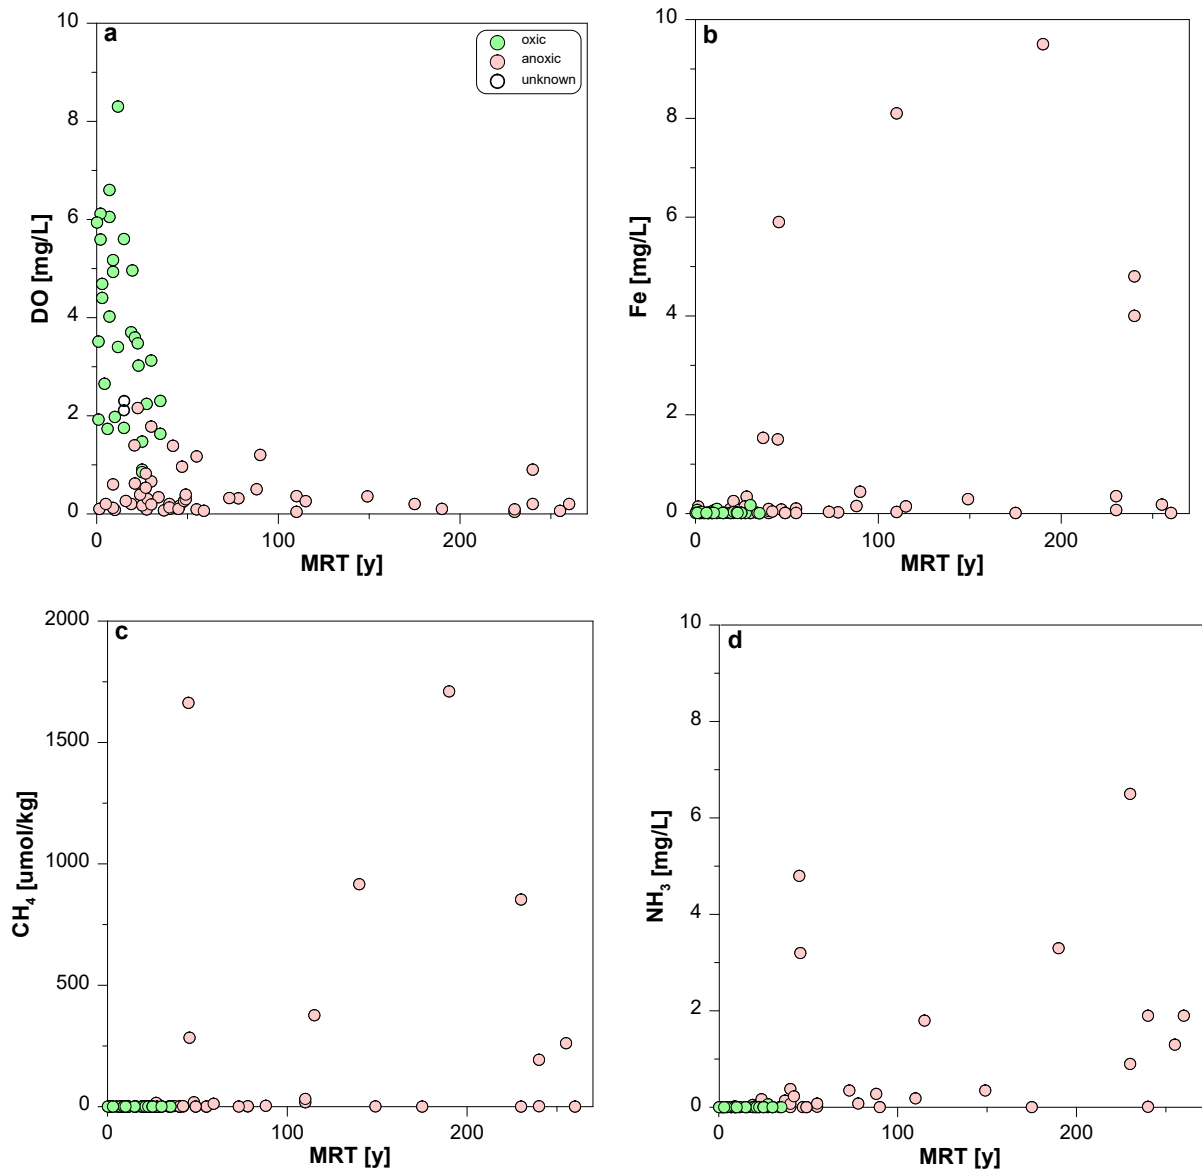 a
10
8
6
4
2
0
DO [mg/L]
oxic
anoxic
unknown
0
100
200
MRT [y]
b
10
8
6
4
2
0
Fe [mg/L]
0
100
200
MRT [y]
c
2000
1500
1000
500
0
CH₄ [umol/kg]
0
100
200
MRT [y]
d
10
8
6
4
2
0
NH₃ [mg/L]
0
100
200
MRT [y]